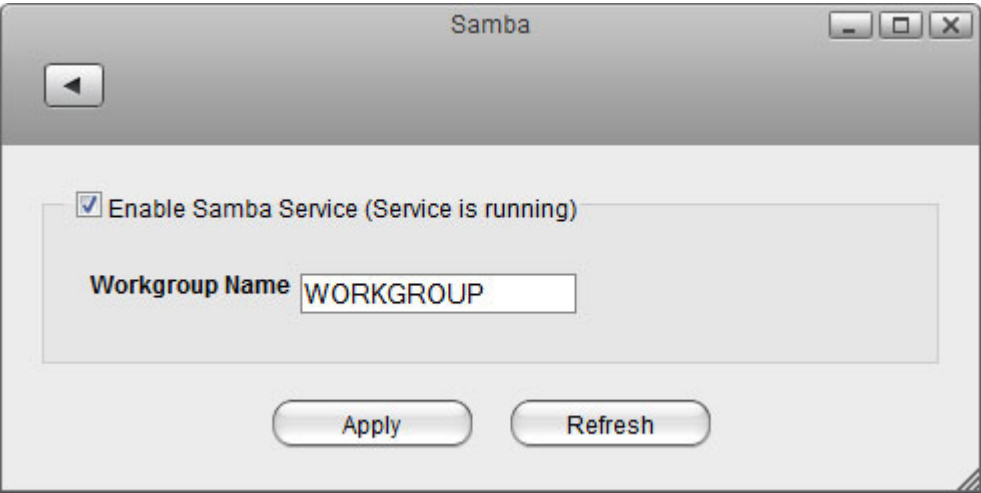 Samba
Enable Samba Service (Service is running)
Workgroup Name WORKGROUP
Apply Refresh